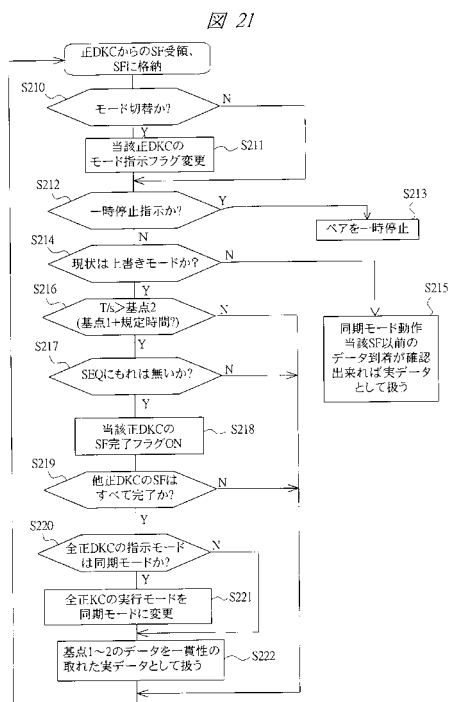 図 21
正DKCからのSF受領、
SFに格納
S210
モード切替か?
N
Y
当該正DKCの
モード指示フラグ変更
S211
S212
一時停止指示か?
Y
S213
ペアを一時停止
N
S214
現状は上書きモードか?
N
Y
S215
同期モード動作
当該SF以前の
データ到着が確認
出来れば実データ
として扱う
S216
T/s>基点2
(基点1+規定時間?)
N
Y
S217
SEQにもれは無いか?
N
Y
当該正DKCの
SF完了フラグON
S218
S219
他正DKCのSFは
すべて完了か?
N
Y
S220
全正DKCの指示モード
は同期モードか?
N
Y
全正KCの実行モードを
同期モードに変更
S221
基点1~2のデータを一貫性の
取れた実データとして扱う
S222